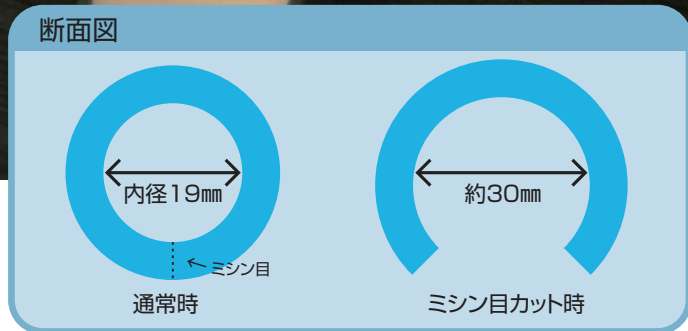 断面図
内径19㎜
約30㎜
ミシン目
通常時
ミシン目カット時